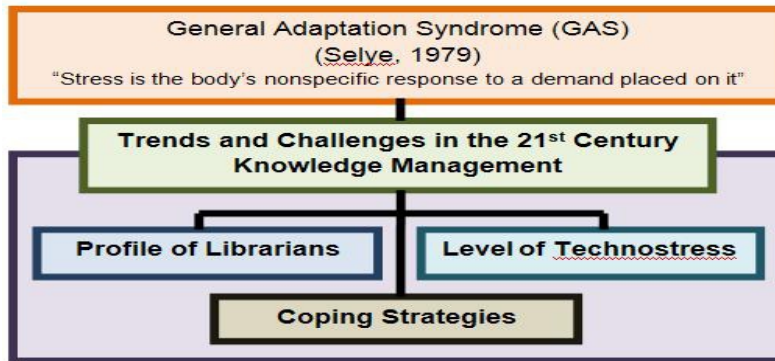 General Adaptation Syndrome (GAS)
(Selye, 1979)
“Stress is the body’s nonspecific response to a demand placed on it”
Trends and Challenges in the 21st Century
Knowledge Management
Profile of Librarians
Level of Technostress
Coping Strategies